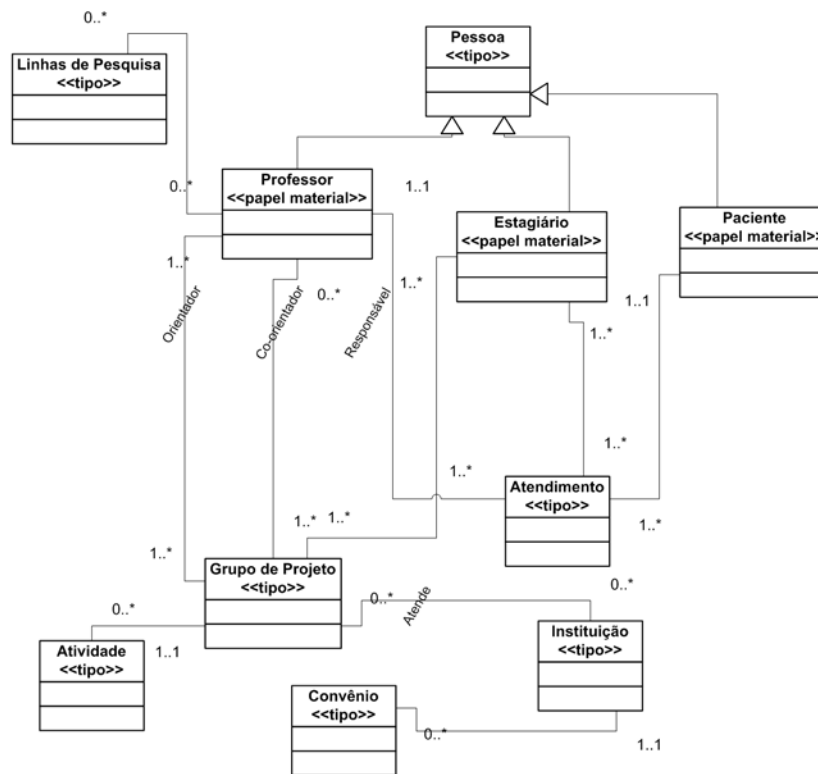 0..*
Pessoa
<<tipo>>
Linhas de Pesquisa
<<tipo>>
Professor
<<papel material>>
0..*
1..1
Estagiário
<<papel material>>
Paciente
<<papel material>>
1..*
Orientador
Co-orientador
0..*
Responsável
1..*
1..1
1..*
1..*
1..*
Atendimento
<<tipo>>
1..*
1..*
1..*
1..*
Grupo de Projeto
<<tipo>>
0..*
0..*
Atende
0..*
Atividade
<<tipo>>
1..1
Instituição
<<tipo>>
Convênio
<<tipo>>
0..*
1..1